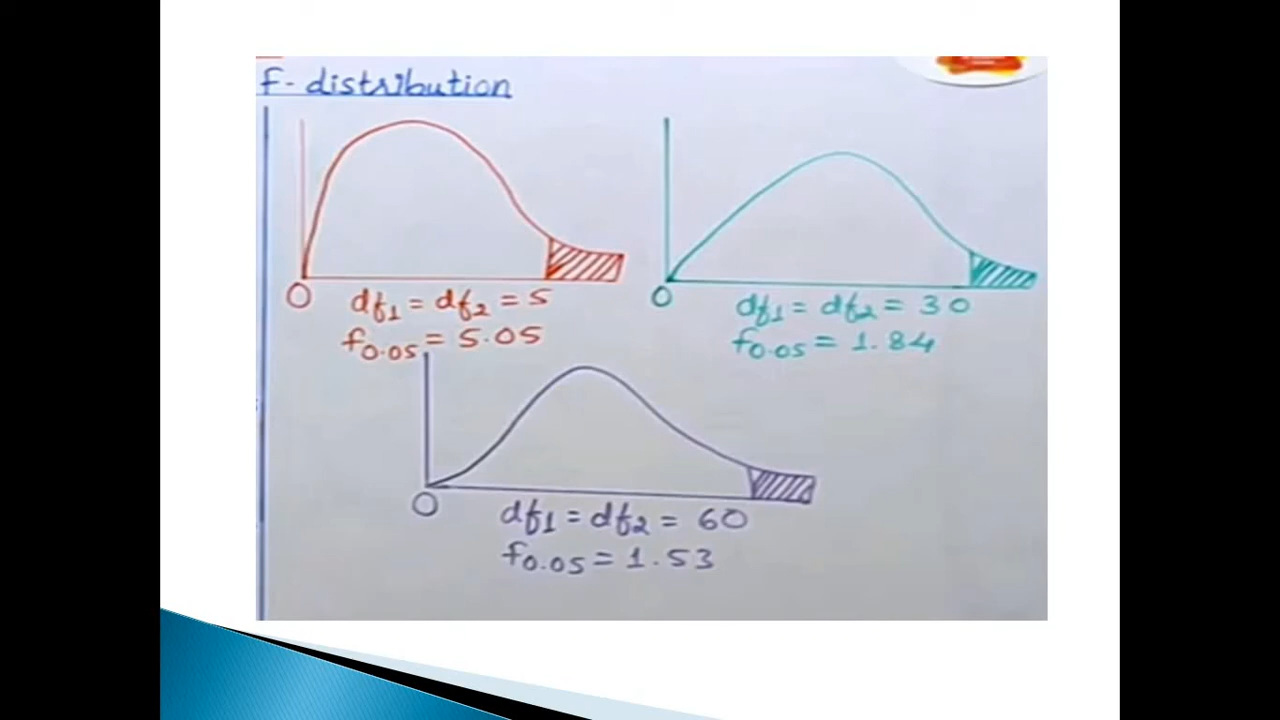 F- distribution
0
df₁ = df₂ = 5
f₀.₀₅ = 5.05
0
df₁ = df₂ = 30
f₀.₀₅ = 1.84
0
df₁ = df₂ = 60
f₀.₀₅ = 1.53